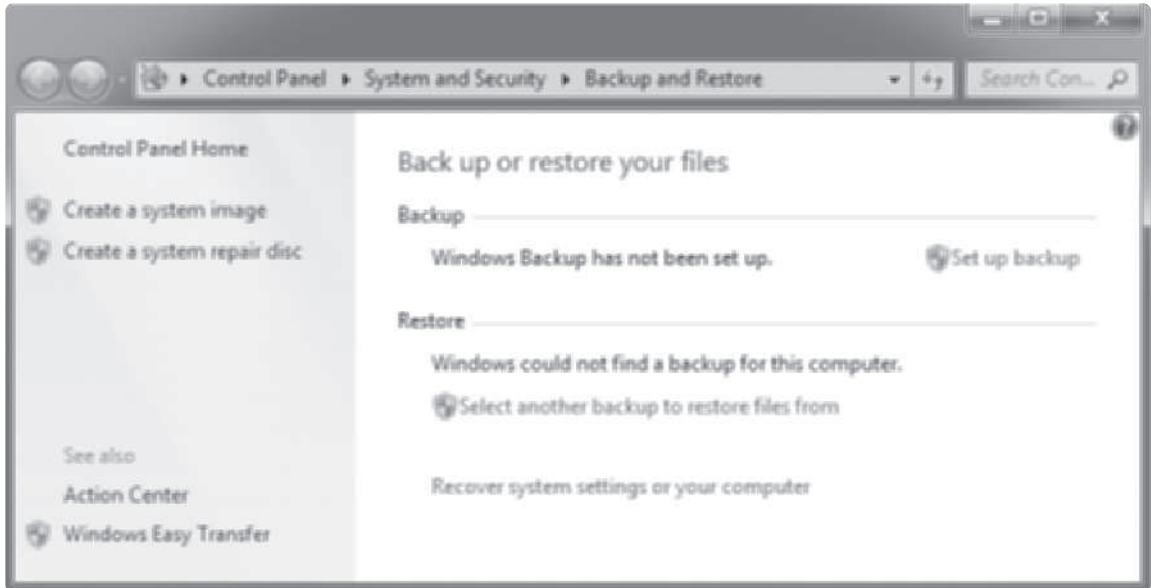 Control Panel ▸ System and Security ▸ Backup and Restore
Search Con...
Control Panel Home
Create a system image
Create a system repair disc
See also
Action Center
Windows Easy Transfer
Back up or restore your files
Backup
Windows Backup has not been set up.
Set up backup
Restore
Windows could not find a backup for this computer.
Select another backup to restore files from
Recover system settings or your computer